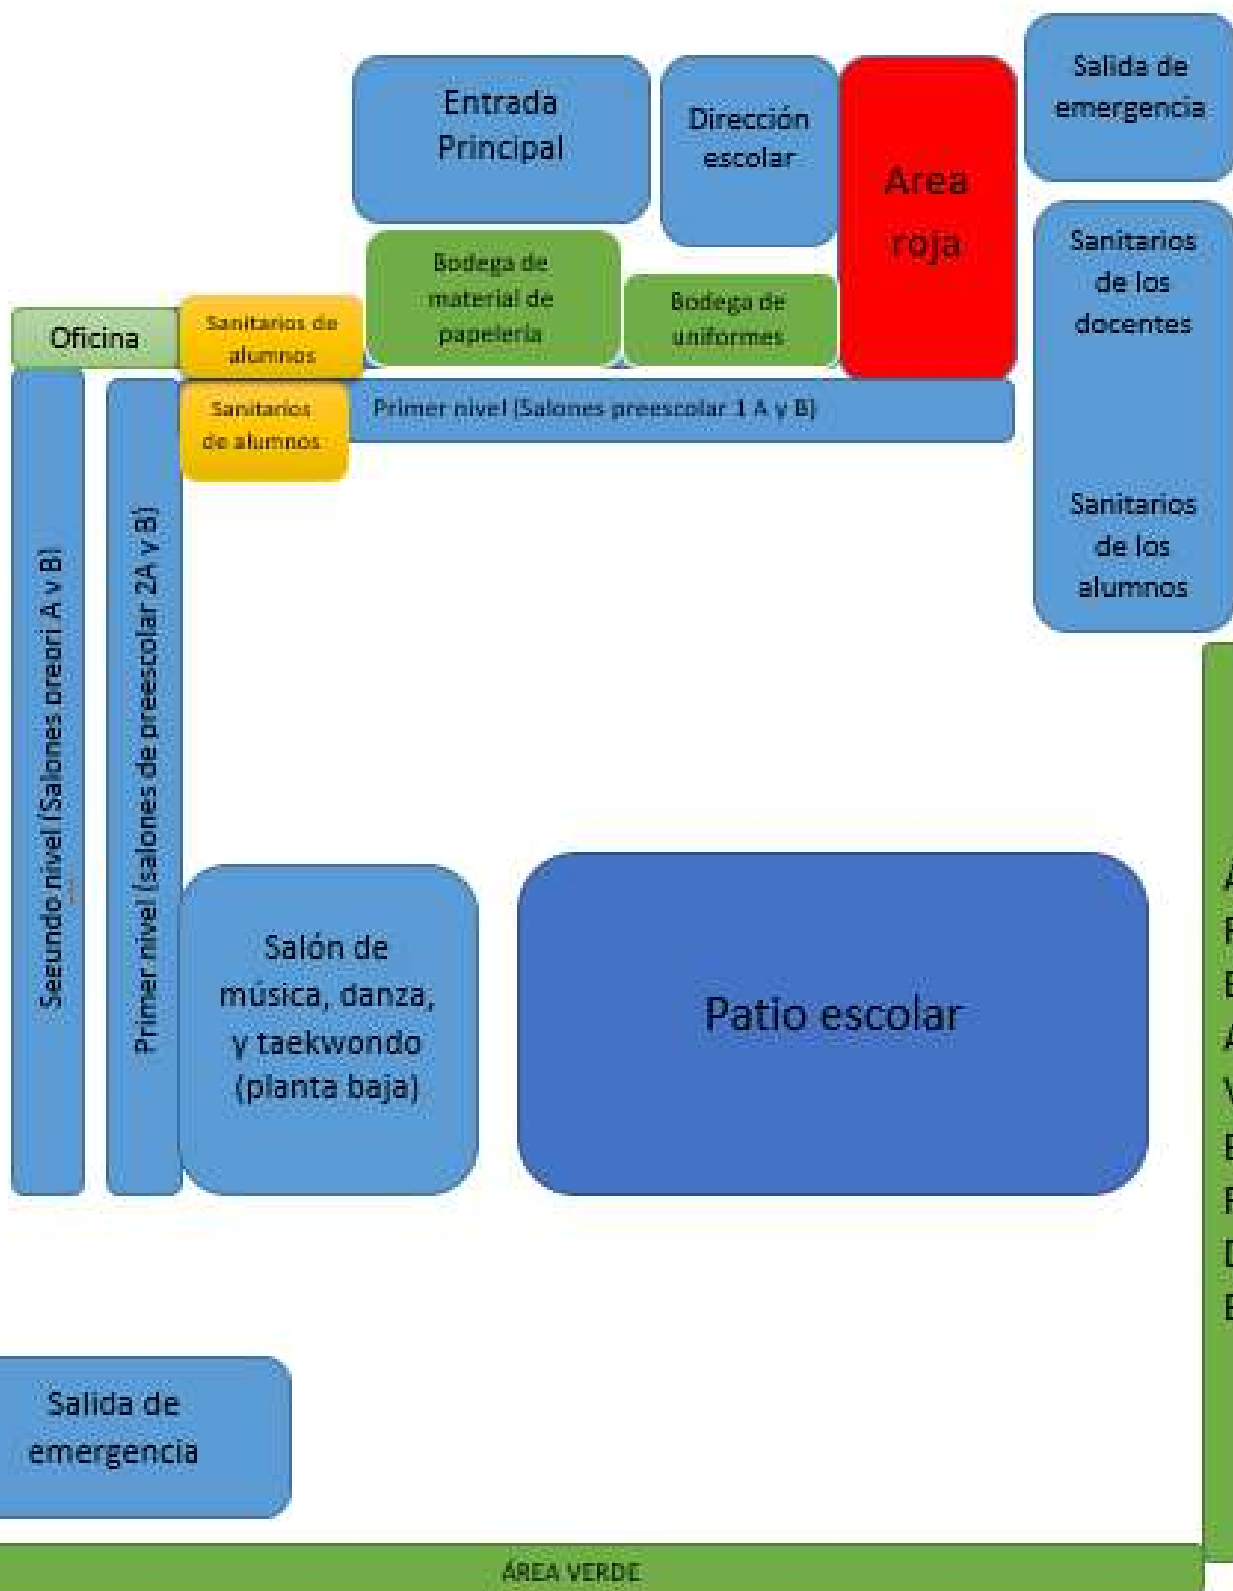 Entrada
Principal
Dirección
escolar
Area
roja
Salida de
emergencia
Bodega de
material de
papelería
Bodega de
uniformes
Sanitarios
de los
docentes
Sanitarios
de los
alumnos
Oficina
Sanitarios de
alumnos
Sanitarios
de alumnos
Primer nivel (Salones preescolar 1 A y B)
Segundo nivel (Salones prepri A y B)
Primer nivel (salones de preescolar 2A y B)
Salón de
música, danza,
y taekwondo
(planta baja)
Patio escolar
Salida de
emergencia
ÁREA VERDE